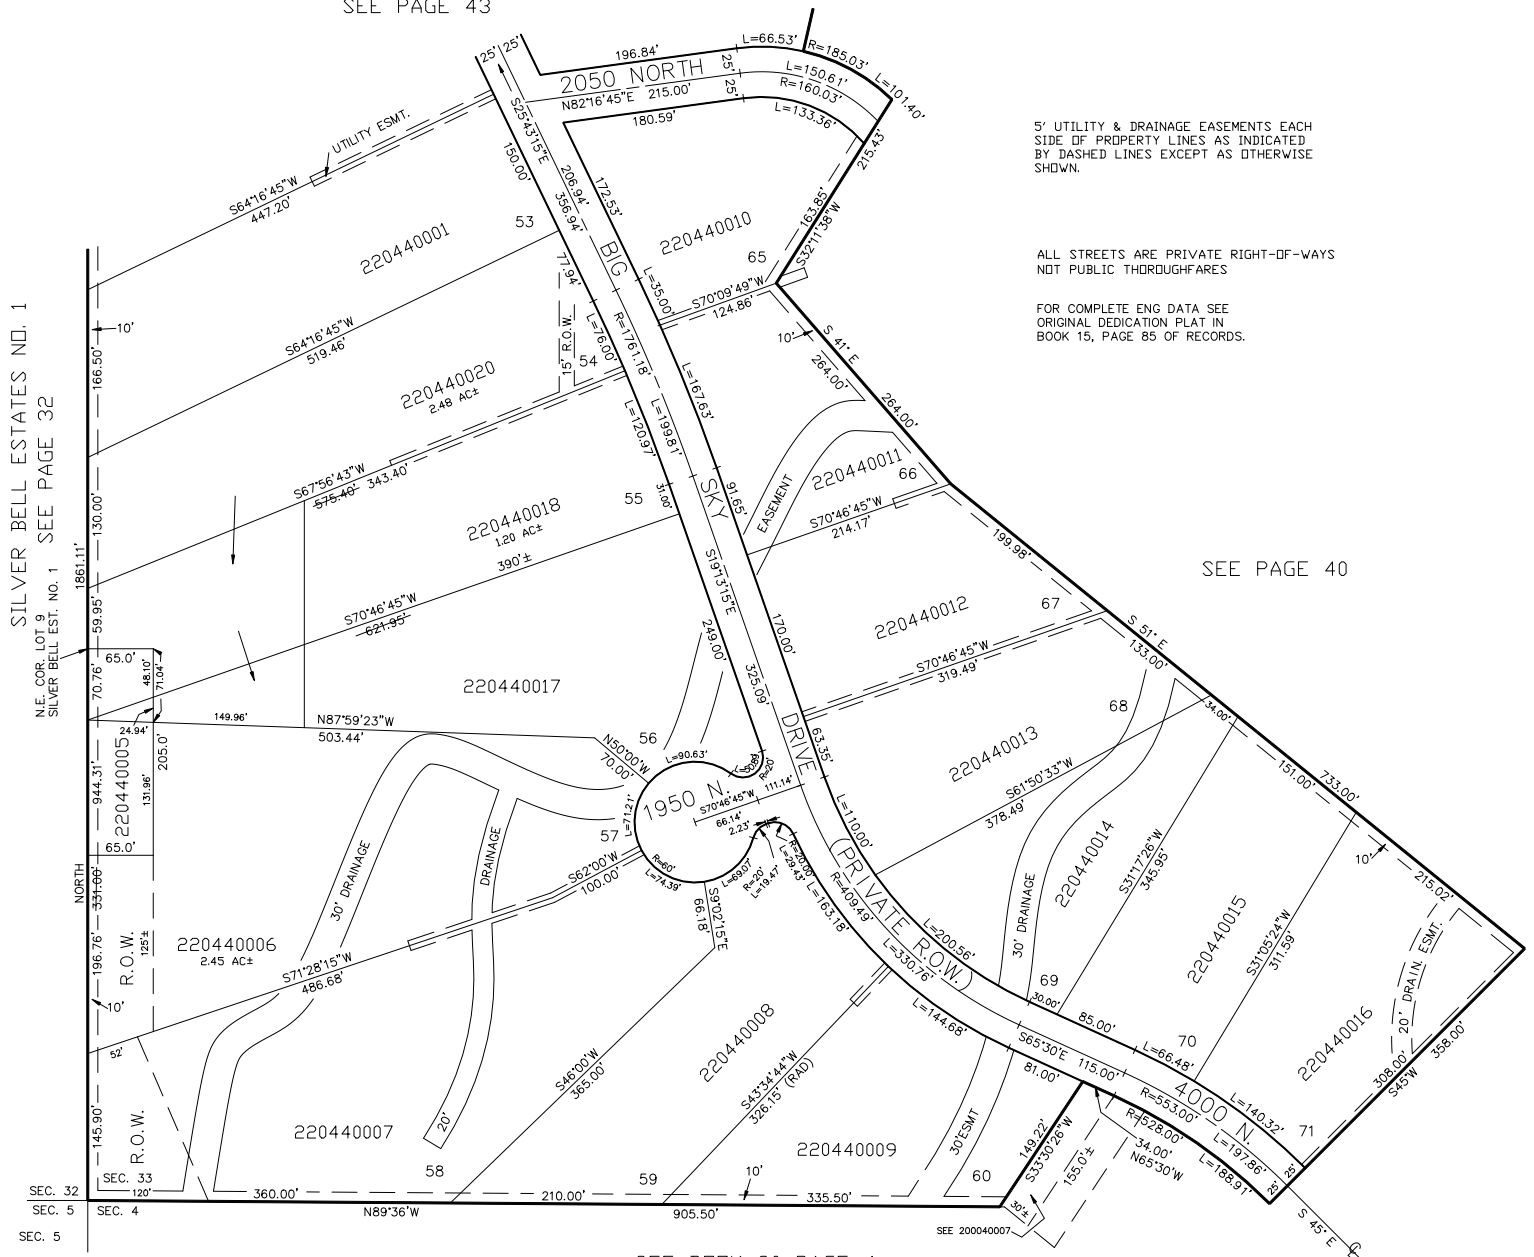 SEE PAGE 43
25' 25'
196.84'
L=66.53'
R=185.03'
L=101.40'
2050 NORTH
25'
25'
N82°16'45"E 215.00'
L=150.61'
R=160.03'
L=133.36'
180.59'
215.43'
5' UTILITY & DRAINAGE EASEMENTS EACH
SIDE OF PROPERTY LINES AS INDICATED
BY DASHED LINES EXCEPT AS OTHERWISE
SHOWN.
ALL STREETS ARE PRIVATE RIGHT-OF-WAYS
NOT PUBLIC THOROUGHFARES
FOR COMPLETE ENG DATA SEE
ORIGINAL DEDICATION PLAT IN
BOOK 15, PAGE 85 OF RECORDS.
UTILITY ESMT.
S25°43'15"E
150.00'
206.94'
356.94'
172.53'
S64°16'45"W
447.20'
220440001
53
220440010
65
163.85'
S32°11'38"W
BIG
77.94'
L=35.00'
S70°09'49"W
124.86'
10'
S 41° E
264.00'
264.00'
SILVER BELL ESTATES NO. 1
SEE PAGE 32
10'
166.50'
S64°16'45"W
519.46'
15' R.O.W.
L=76.00'
R=1761.18'
54
220440020
2.48 AC±
L=167.63'
L=120.97'
L=199.81'
S67°56'43"W
575.40' 343.40'
31.00'
SKY
91.65'
EASEMENT
220440011
66
S70°46'45"W
214.17'
130.00'
1861.11'
55
220440018
1.20 AC±
390'±
199.98'
SEE PAGE 40
S19°13'15"E
59.95'
S70°46'45"W
621.95'
249.00'
170.00'
220440012
67
N.E. COR. LOT 9
SILVER BELL EST. NO. 1
65.0'
70.76'
48.10'
71.04'
220440017
325.09'
S70°46'45"W
319.49'
S 51° E
133.00'
68
34.00'
24.94'
149.96'
N87°59'23"W
503.44'
56
N50°00'W
70.00'
L=90.63'
R=20'
DRIVE
63.35'
220440013
S61°50'33"W
378.49'
151.00'
733.00'
944.31'
220440005
131.96'
205.0'
65.0'
57
L=71.21'
1950 N.
S70°46'45"W
111.14'
66.14'
2.23'
L=110.00'
30' DRAINAGE
DRAINAGE
S62°00'W
100.00'
R=60'
L=74.39'
L=69.07'
R=20'
L=19.47'
R=20.00'
L=29.43'
L=163.18'
(PRIVATE R.O.W.)
R=409.49'
L=200.56'
L=330.76'
220440014
S31°17'26"W
345.95'
10'
215.02'
NORTH
331.00'
196.76'
R.O.W.
125'±
220440006
2.45 AC±
S71°28'15"W
486.68'
S9°02'15"E
66.18'
30' DRAINAGE
69
30.00'
220440015
S31°05'24"W
311.59'
20' DRAIN. ESMT.
10'
52'
220440008
L=144.68'
85.00'
S65°30'E
115.00'
81.00'
70
L=66.48'
220440016
358.00'
308.00'
S45°W
S46°00'W
365.00'
S43°34'44"W
326.15' (RAD)
145.90'
R.O.W.
220440007
20'
220440009
30'ESMT
149.22'
S33°30'26"W
155.0'±
4000 N.
R=553.00'
R=528.00'
34.00'
N65°30'W
L=140.32'
L=197.86'
L=188.91'
71
25'
25'
58
59
60
10'
SEC. 32
SEC. 33
120'
360.00'
210.00'
335.50'
SEC. 5
SEC. 4
N89°36'W
905.50'
30'±
SEE 200040007
S 45° E
SEC. 5